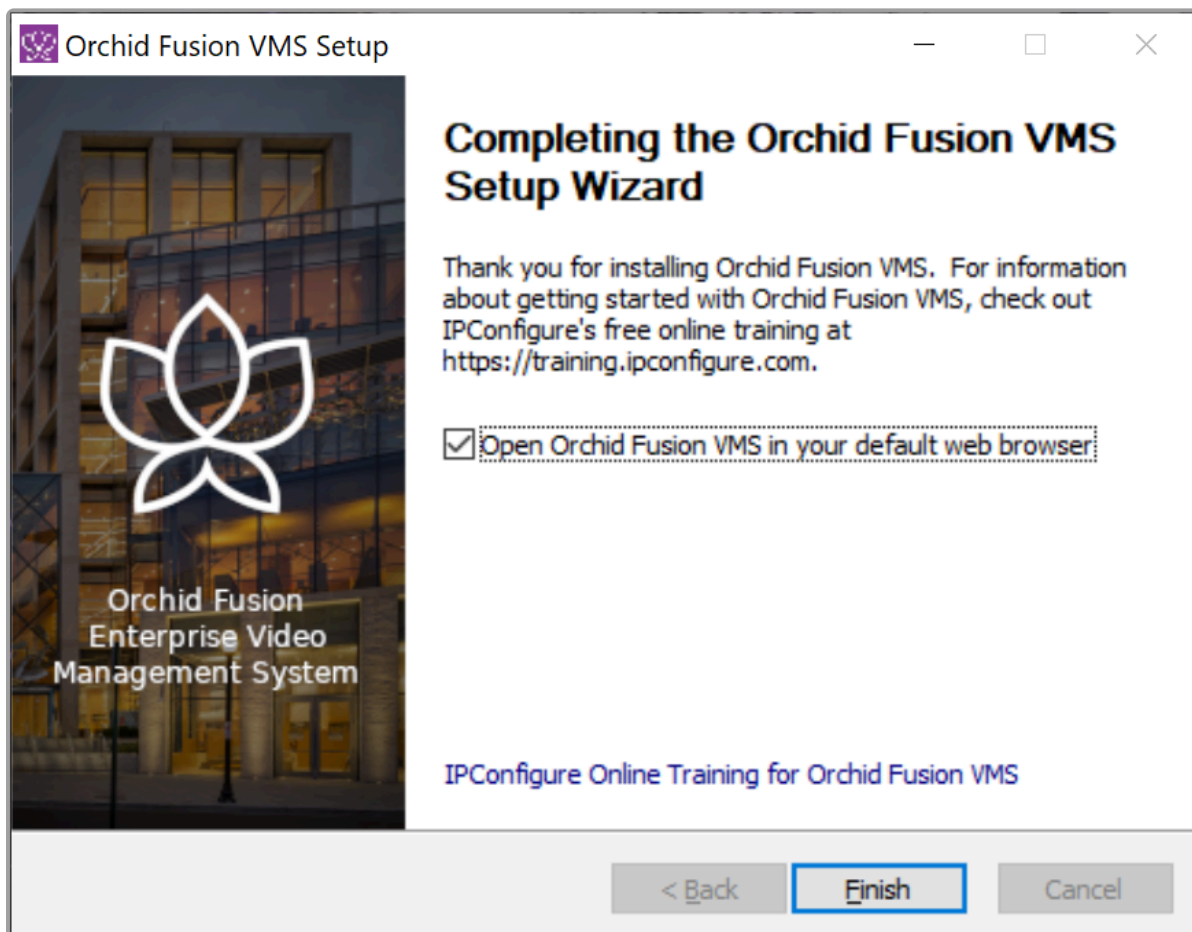 Orchid Fusion VMS Setup
Completing the Orchid Fusion VMS
Setup Wizard
Thank you for installing Orchid Fusion VMS.  For information
about getting started with Orchid Fusion VMS, check out
IPConfigure's free online training at
https://training.ipconfigure.com.
Open Orchid Fusion VMS in your default web browser
Orchid Fusion
Enterprise Video
Management System
IPConfigure Online Training for Orchid Fusion VMS
< Back
Finish
Cancel